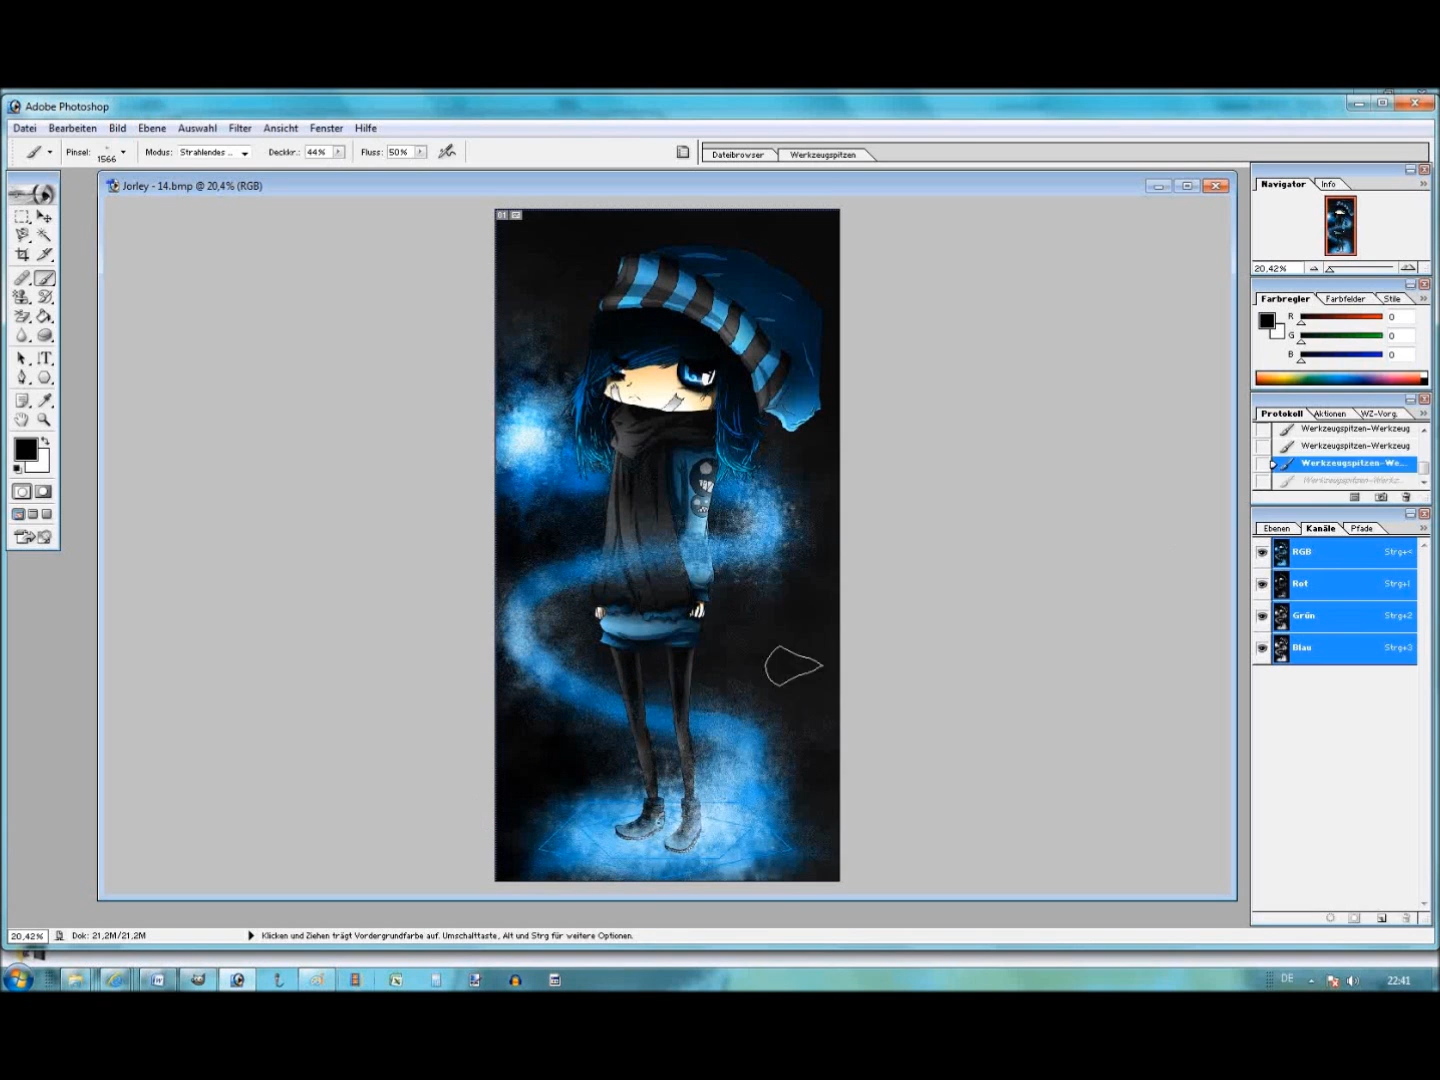 Adobe Photoshop
Datei Bearbeiten Bild Ebene Auswahl Filter Ansicht Fenster Hilfe
Pinsel: 1566 Modus: Strahlendes ... Deckkr.: 44% Fluss: 50% Dateibrowser Werkzeugspitzen
Jorley - 14.bmp @ 20,4% (RGB)
01
Navigator Info
20,42%
Farbregler Farbfelder Stile
R 0
G 0
B 0
Protokoll Aktionen WZ-Vorg.
Werkzeugspitzen-Werkzeug
Werkzeugspitzen-Werkzeug
Werkzeugspitzen-We...
Werkzeugspitzen-Werkz...
Ebenen Kanäle Pfade
RGB Strg+<
Rot Strg+1
Grün Strg+2
Blau Strg+3
20,42% Dok: 21,2M/21,2M Klicken und Ziehen trägt Vordergrundfarbe auf. Umschalttaste, Alt und Strg für weitere Optionen.
DE 22:41